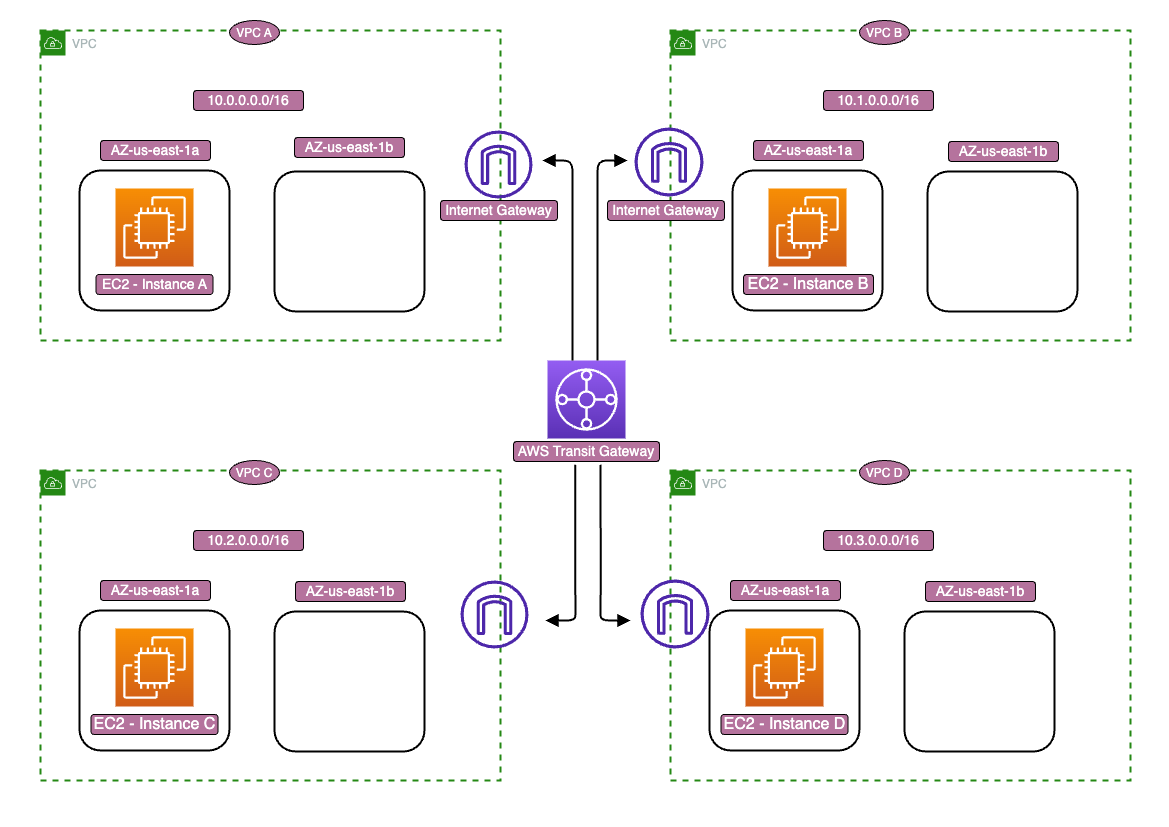 VPC A
VPC
10.0.0.0.0/16
AZ-us-east-1a
AZ-us-east-1b
EC2 - Instance A
Internet Gateway
VPC B
VPC
10.1.0.0.0/16
AZ-us-east-1a
AZ-us-east-1b
Internet Gateway
EC2 - Instance B
AWS Transit Gateway
VPC C
VPC
10.2.0.0.0/16
AZ-us-east-1a
AZ-us-east-1b
EC2 - Instance C
VPC D
VPC
10.3.0.0.0/16
AZ-us-east-1a
AZ-us-east-1b
EC2 - Instance D